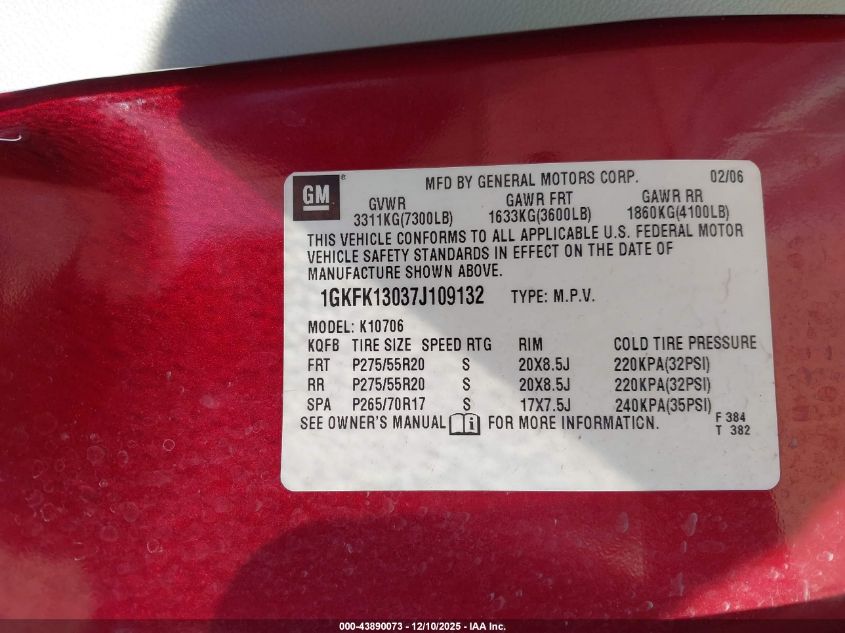 GM
®
MFD BY GENERAL MOTORS CORP. 02/06
GVWR GAWR FRT GAWR RR
3311KG(7300LB) 1633KG(3600LB) 1860KG(4100LB)
THIS VEHICLE CONFORMS TO ALL APPLICABLE U.S. FEDERAL MOTOR
VEHICLE SAFETY STANDARDS IN EFFECT ON THE DATE OF
MANUFACTURE SHOWN ABOVE.
1GKFK13037J109132 TYPE: M.P.V.
MODEL: K10706
KQFB TIRE SIZE SPEED RTG RIM COLD TIRE PRESSURE
FRT P275/55R20 S 20X8.5J 220KPA(32PSI)
RR P275/55R20 S 20X8.5J 220KPA(32PSI)
SPA P265/70R17 S 17X7.5J 240KPA(35PSI)
SEE OWNER'S MANUAL i FOR MORE INFORMATION.
F 384
T 382
000-43890073 - 12/10/2025 - IAA Inc.